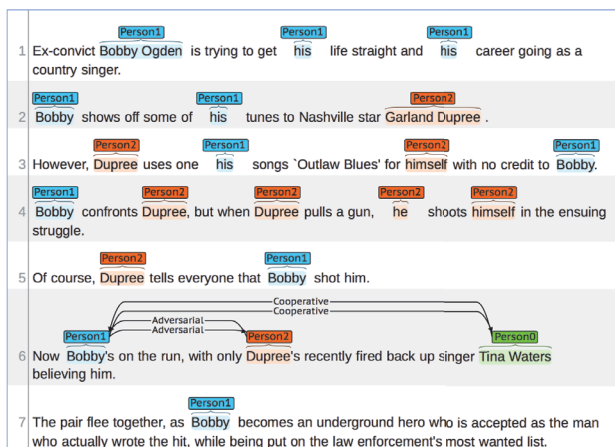 Person1
1 Ex-convict Bobby Ogden is trying to get his life straight and his career going as a
Person1 Person1
country singer.
Person1 Person1 Person2
2 Bobby shows off some of his tunes to Nashville star Garland Dupree .
Person2 Person1 Person2 Person1
3 However, Dupree uses one his songs `Outlaw Blues' for himself with no credit to Bobby.
Person1 Person2 Person2 Person2 Person2
4 Bobby confronts Dupree, but when Dupree pulls a gun, he shoots himself in the ensuing
struggle.
Person2 Person1
5 Of course, Dupree tells everyone that Bobby shot him.
Cooperative
Cooperative
Adversarial
Adversarial
Person1 Person2 Person0
6 Now Bobby's on the run, with only Dupree's recently fired back up singer Tina Waters
believing him.
Person1
7 The pair flee together, as Bobby becomes an underground hero who is accepted as the man
who actually wrote the hit, while being put on the law enforcement's most wanted list.